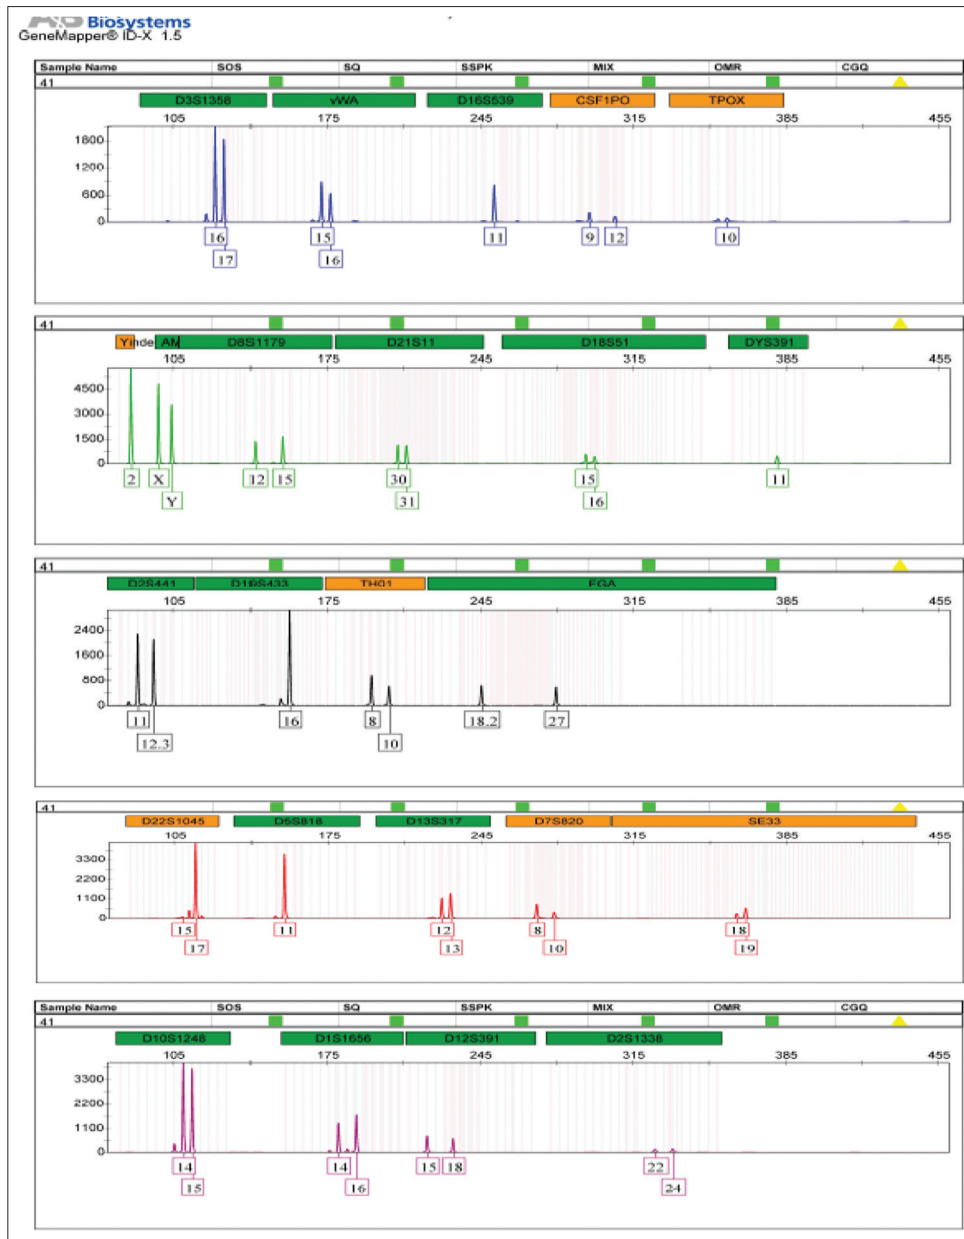 Biosystems
GeneMapper® ID-X 1.5
Sample Name SOS SQ SSPK MIX OMR CGQ
41
D3S1358 vWA D16S539 CSF1PO TPOX
105 175 245 315 385 455
1800
1200
600
0
16 15 11 9 12 10
17 16
41
Yinde AM D8S1179 D21S11 D18S51 DYS391
105 245 315 385 455
4500
3000
1500
0
2 X 12 15 30 15 11
Y 31 16
41
D2S441 D19S433 TH01 FGA
105 175 245 315 385 455
2400
1600
800
0
11 16 8 18.2 27
12.3 10
41
D22S1045 D5S818 D13S317 D7S820 SE33
105 175 245 315 385 455
3300
2200
1100
0
15 11 12 8 18
17 13 10 19
Sample Name SOS SQ SSPK MIX OMR CGQ
41
D10S1248 D1S1656 D12S391 D2S1338
105 175 245 315 385 455
3300
2200
1100
0
14 14 15 18 22
15 16 24